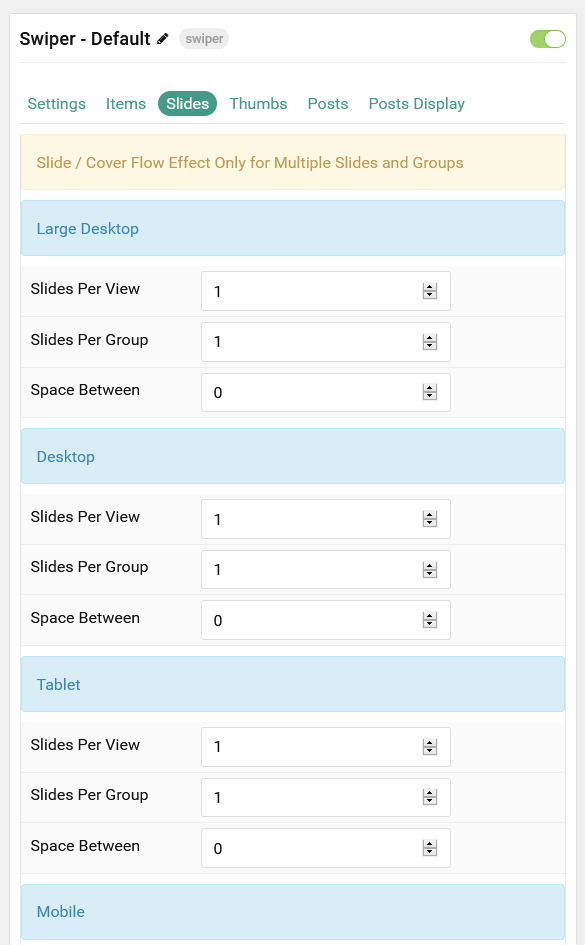 Swiper - Default swiper
Settings Items Slides Thumbs Posts Posts Display
Slide / Cover Flow Effect Only for Multiple Slides and Groups
Large Desktop
Slides Per View 1
Slides Per Group 1
Space Between 0
Desktop
Slides Per View 1
Slides Per Group 1
Space Between 0
Tablet
Slides Per View 1
Slides Per Group 1
Space Between 0
Mobile